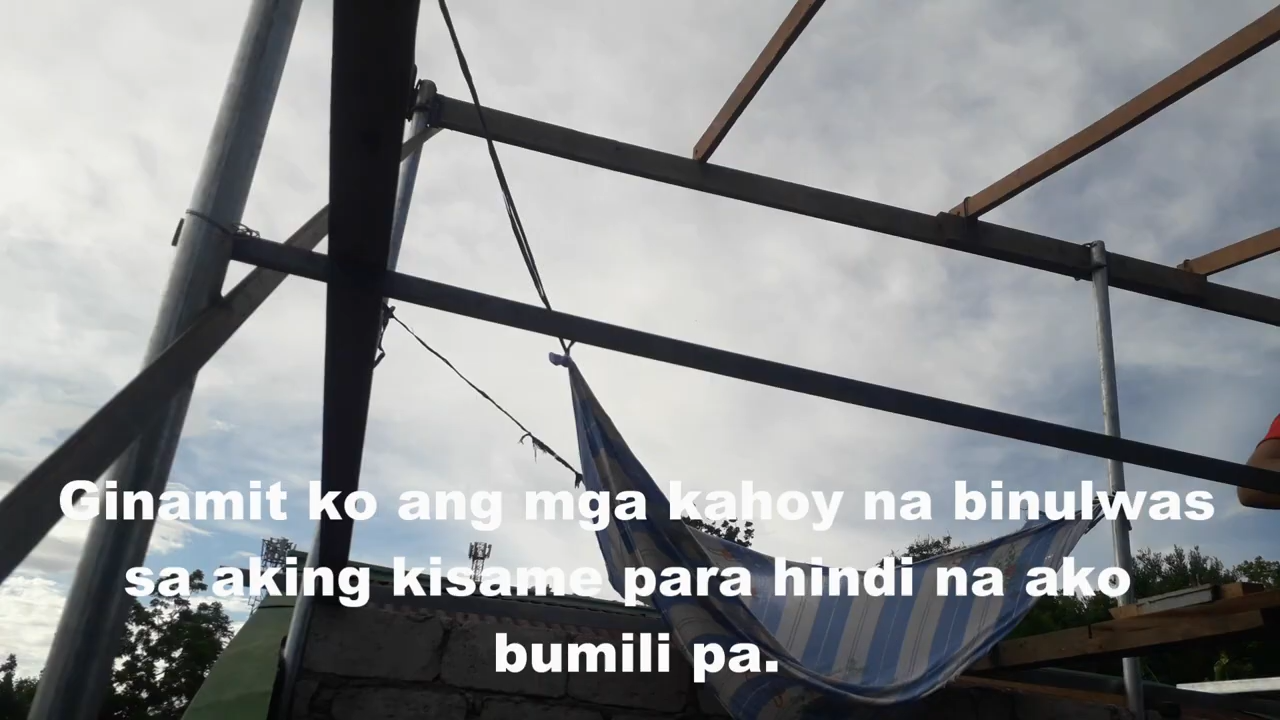 Ginamit ko ang mga kahoy na binulwas
sa aking kisame para hindi na ako
bumili pa.